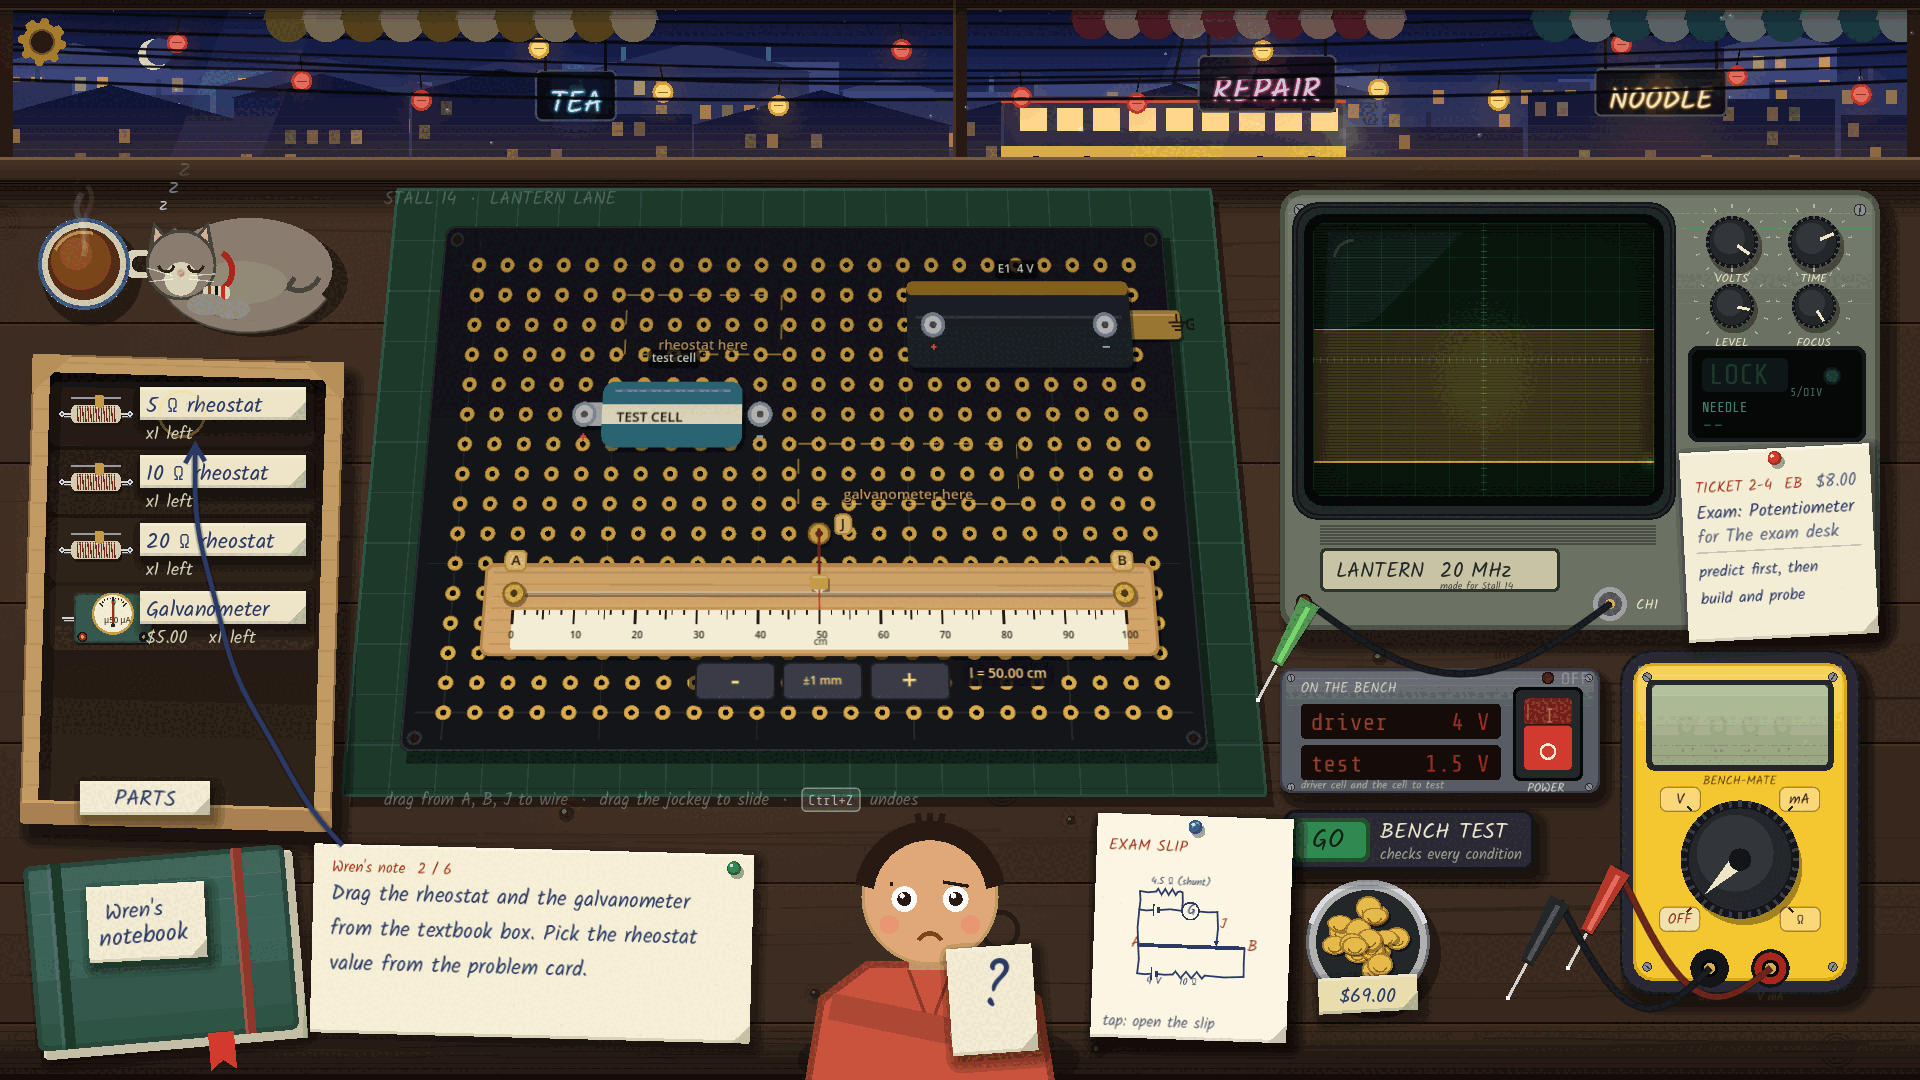 TEA
REPAIR
NOODLE
STALL 14 · LANTERN LANE
z
z
z
5 Ω rheostat
x1 left
10 Ω rheostat
x1 left
20 Ω rheostat
x1 left
Galvanometer
$5.00 x1 left
PARTS
E1 4 V
G
+
−
rheostat here
test cell
TEST CELL
galvanometer here
J
A
B
0 10 20 30 40 50 60 70 80 90 100
cm
-
±1 mm
+
l = 50.00 cm
drag from A, B, J to wire · drag the jockey to slide · Ctrl+Z undoes
VOLTS
TIME
LEVEL
FOCUS
LOCK
5/DIV
NEEDLE
--
LANTERN 20 MHz
made for Stall 14
CH1
TICKET 2-4 EB $8.00
Exam: Potentiometer
for The exam desk
predict first, then
build and probe
ON THE BENCH
OFF
driver 4 V
test 1.5 V
driver cell and the cell to test
POWER
GO
BENCH TEST
checks every condition
BENCH-MATE
V
mA
OFF
Ω
Wren's
notebook
Wren's note 2 / 6
Drag the rheostat and the galvanometer
from the textbook box. Pick the rheostat
value from the problem card.
?
EXAM SLIP
4.5 Ω (shunt)
G
J
A
B
4 V 10 Ω
tap: open the slip
$69.00